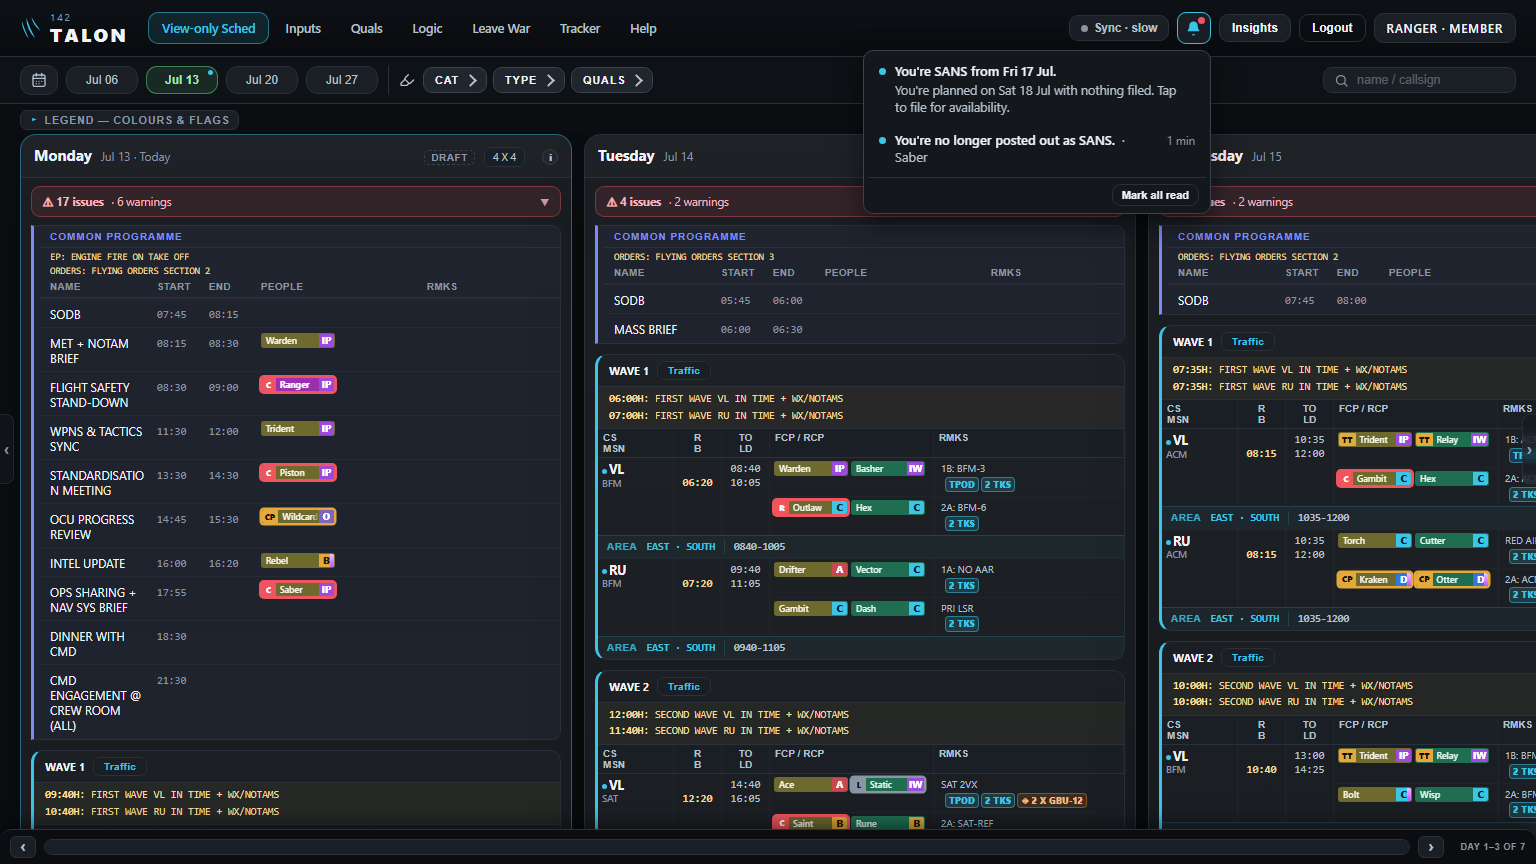 142
TALON
View-only Sched
Inputs
Quals
Logic
Leave War
Tracker
Help
Sync · slow
Insights
Logout
RANGER · MEMBER
Jul 06
Jul 13
Jul 20
Jul 27
CAT
TYPE
QUALS
name / callsign
You're SANS from Fri 17 Jul.
You're planned on Sat 18 Jul with nothing filed. Tap
to file for availability.
You're no longer posted out as SANS. · 1 min
Saber
Mark all read
LEGEND — COLOURS & FLAGS
Monday Jul 13 · Today
DRAFT
4 X 4
i
17 issues · 6 warnings
COMMON PROGRAMME
EP: ENGINE FIRE ON TAKE OFF
ORDERS: FLYING ORDERS SECTION 2
NAME START END PEOPLE RMKS
SODB 07:45 08:15
MET + NOTAM 08:15 08:30 Warden IP
BRIEF
FLIGHT SAFETY 08:30 09:00 C Ranger IP
STAND-DOWN
WPNS & TACTICS 11:30 12:00 Trident IP
SYNC
STANDARDISATIO 13:30 14:30 C Piston IP
N MEETING
OCU PROGRESS 14:45 15:30 CP Wildcard O
REVIEW
INTEL UPDATE 16:00 16:20 Rebel B
OPS SHARING + 17:55 C Saber IP
NAV SYS BRIEF
DINNER WITH 18:30
CMD
CMD 21:30
ENGAGEMENT @
CREW ROOM
(ALL)
WAVE 1 Traffic
09:40H: FIRST WAVE VL IN TIME + WX/NOTAMS
10:40H: FIRST WAVE RU IN TIME + WX/NOTAMS
Tuesday Jul 14
4 issues · 2 warnings
COMMON PROGRAMME
ORDERS: FLYING ORDERS SECTION 3
NAME START END PEOPLE RMKS
SODB 05:45 06:00
MASS BRIEF 06:00 06:30
WAVE 1 Traffic
06:00H: FIRST WAVE VL IN TIME + WX/NOTAMS
07:00H: FIRST WAVE RU IN TIME + WX/NOTAMS
CS R TO FCP / RCP RMKS
MSN B LD
VL 08:40 Warden IP Basher IW 1B: BFM-3
BFM 06:20 10:05 TPOD 2 TKS
R Outlaw C Hex C 2A: BFM-6
2 TKS
AREA EAST · SOUTH 0840-1005
RU 09:40 Drifter A Vector C 1A: NO AAR
BFM 07:20 11:05 2 TKS
Gambit C Dash C PRI LSR
2 TKS
AREA EAST · SOUTH 0940-1105
WAVE 2 Traffic
12:00H: SECOND WAVE VL IN TIME + WX/NOTAMS
11:40H: SECOND WAVE RU IN TIME + WX/NOTAMS
CS R TO FCP / RCP RMKS
MSN B LD
VL 14:40 Ace A L Static IW SAT 2VX
SAT 12:20 16:05 TPOD 2 TKS 2 X GBU-12
C Saint B Rune B 2A: SAT-REF
sday Jul 15
ues · 2 warnings
COMMON PROGRAMME
ORDERS: FLYING ORDERS SECTION 2
NAME START END PEOPLE
SODB 07:45 08:00
WAVE 1 Traffic
07:35H: FIRST WAVE VL IN TIME + WX/NOTAMS
07:35H: FIRST WAVE RU IN TIME + WX/NOTAMS
CS R TO FCP / RCP RMKS
MSN B LD
VL 10:35 TT Trident IP TT Relay IW 1B:
ACM 08:15 12:00
C Gambit C Hex C 2A:
2 TKS
AREA EAST · SOUTH 1035-1200
RU 10:35 Torch C Cutter C RED AI
ACM 08:15 12:00 2 TKS
CP Kraken D CP Otter D 2A: AC
2 TKS
AREA EAST · SOUTH 1035-1200
WAVE 2 Traffic
10:00H: SECOND WAVE VL IN TIME + WX/NOTAMS
10:00H: SECOND WAVE RU IN TIME + WX/NOTAMS
CS R TO FCP / RCP RMKS
MSN B LD
VL 13:00 TT Trident IP TT Relay IW 1B: BFM
BFM 10:40 14:25 2 TKS
Bolt C Wisp C 2A: BFM
2 TKS
DAY 1–3 OF 7